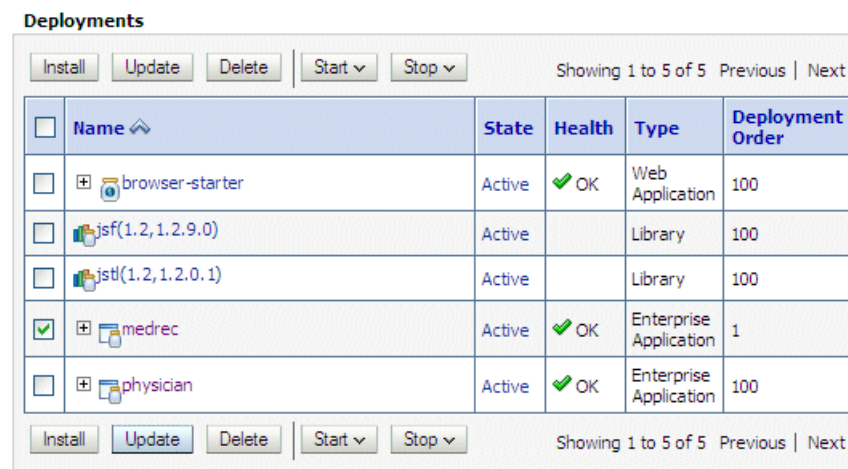 Deployments
Install Update Delete Start Stop Showing 1 to 5 of 5 Previous | Next
Name State Health Type Deployment Order
browser-starter Active OK Web Application 100
jsf(1.2,1.2.9.0) Active Library 100
jstl(1.2,1.2.0.1) Active Library 100
medrec Active OK Enterprise Application 1
physician Active OK Enterprise Application 100
Install Update Delete Start Stop Showing 1 to 5 of 5 Previous | Next